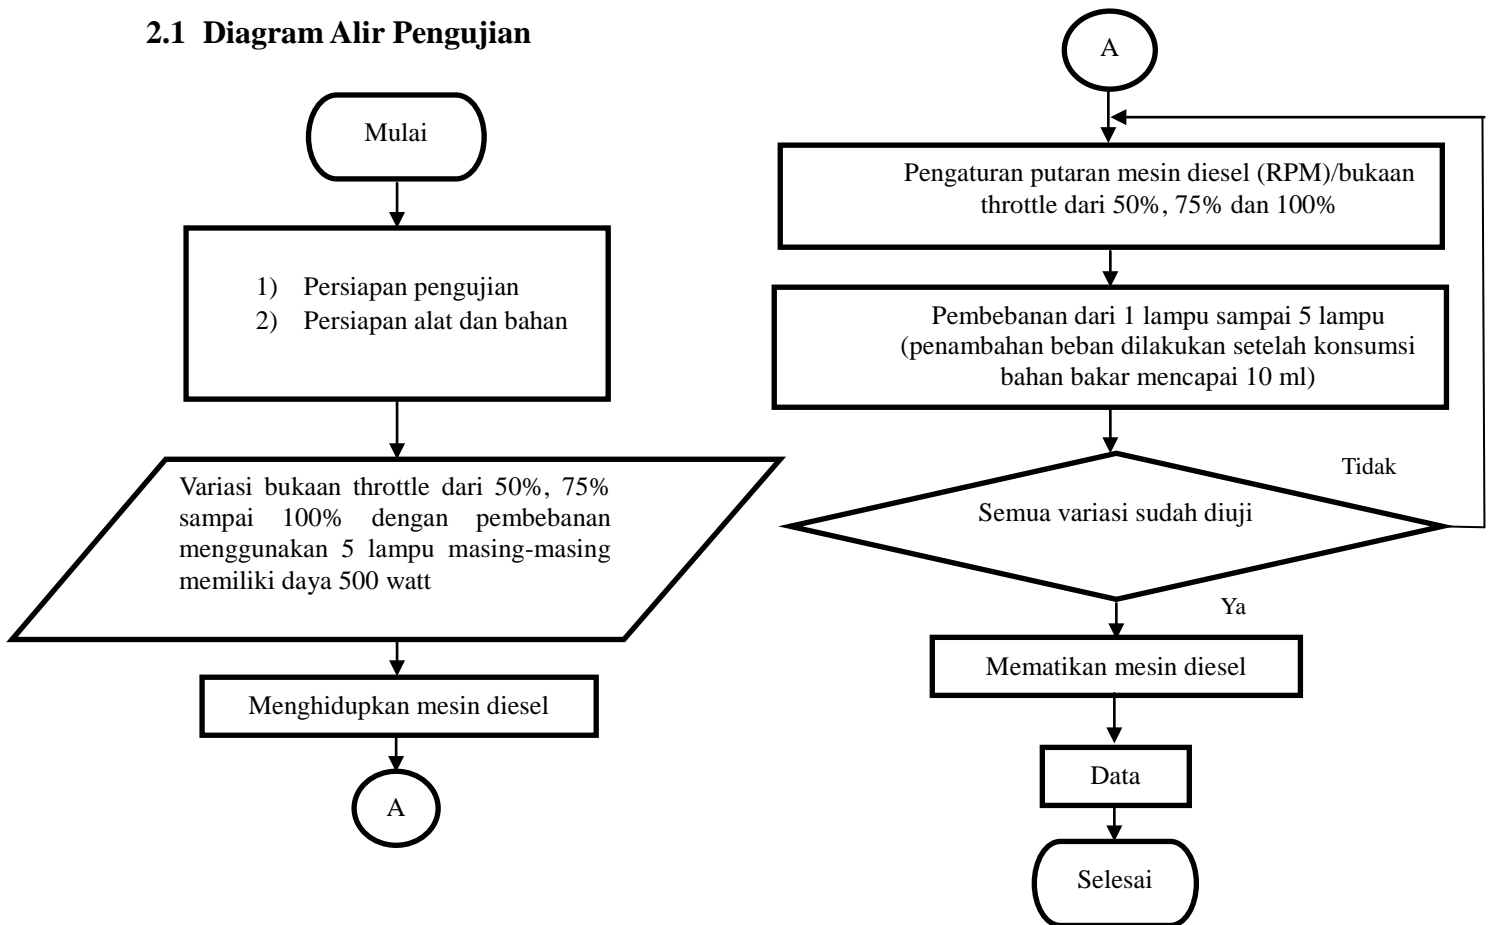 2.1 Diagram Alir Pengujian
Mulai
1) Persiapan pengujian
2) Persiapan alat dan bahan
Variasi bukaan throttle dari 50%, 75%
sampai 100% dengan pembebanan
menggunakan 5 lampu masing-masing
memiliki daya 500 watt
Menghidupkan mesin diesel
A
A
Pengaturan putaran mesin diesel (RPM)/bukaan
throttle dari 50%, 75% dan 100%
Pembebanan dari 1 lampu sampai 5 lampu
(penambahan beban dilakukan setelah konsumsi
bahan bakar mencapai 10 ml)
Tidak
Semua variasi sudah diuji
Ya
Mematikan mesin diesel
Data
Selesai